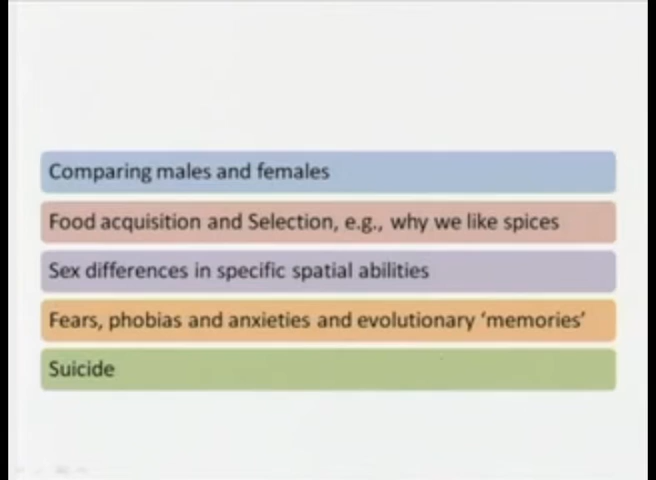 Comparing males and females
Food acquisition and Selection, e.g., why we like spices
Sex differences in specific spatial abilities
Fears, phobias and anxieties and evolutionary ‘memories’
Suicide